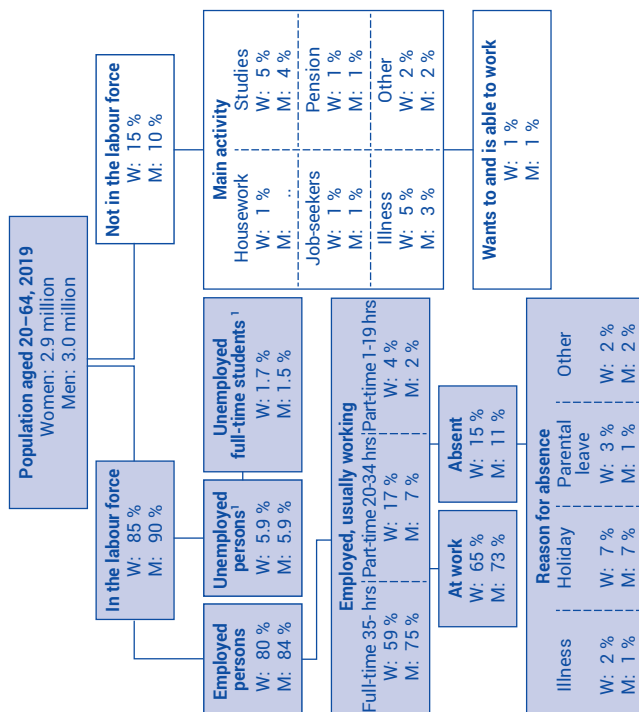 Population aged 20–64, 2019
Women: 2.9 million
Men: 3.0 million
In the labour force
W: 85 %
M: 90 %
Not in the labour force
W: 15 %
M: 10 %
Employed
persons
W: 80 %
M: 84 %
Unemployed
persons¹
W: 5.9 %
M: 5.9 %
Unemployed
full-time students ¹
W: 1.7 %
M: 1.5 %
Main activity
Housework
W: 1 %
M: ..
Studies
W: 5 %
M: 4 %
Job-seekers
W: 1 %
M: 1 %
Pension
W: 1 %
M: 1 %
Illness
W: 5 %
M: 3 %
Other
W: 2 %
M: 2 %
Employed, usually working
Full-time 35- hrs
W: 59 %
M: 75 %
Part-time 20-34 hrs
W: 17 %
M: 7 %
Part-time 1-19 hrs
W: 4 %
M: 2 %
At work
W: 65 %
M: 73 %
Absent
W: 15 %
M: 11 %
Wants to and is able to work
W: 1 %
M: 1 %
Reason for absence
Illness
W: 2 %
M: 1 %
Holiday
W: 7 %
M: 7 %
Parental
leave
W: 3 %
M: 1 %
Other
W: 2 %
M: 2 %